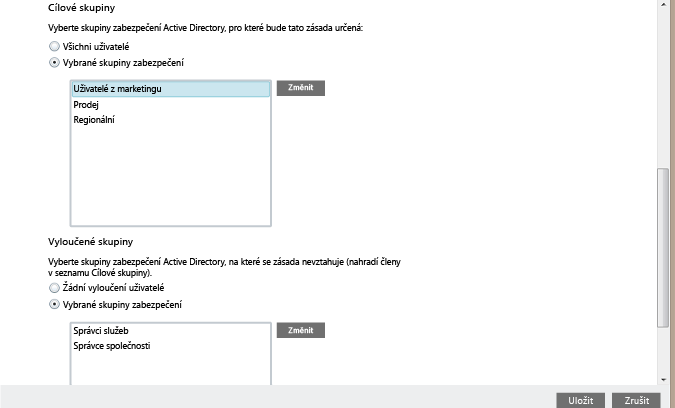 Cílové skupiny
Vyberte skupiny zabezpečení Active Directory, pro které bude tato zásada určená:
Všichni uživatelé
Vybrané skupiny zabezpečení
Uživatelé z marketingu
Změnit
Prodej
Regionální
Vyloučené skupiny
Vyberte skupiny zabezpečení Active Directory, na které se zásada nevztahuje (nahradí členy
v seznamu Cílové skupiny).
Žádní vyloučení uživatelé
Vybrané skupiny zabezpečení
Správci služeb
Změnit
Správce společnosti
Uložit
Zrušit